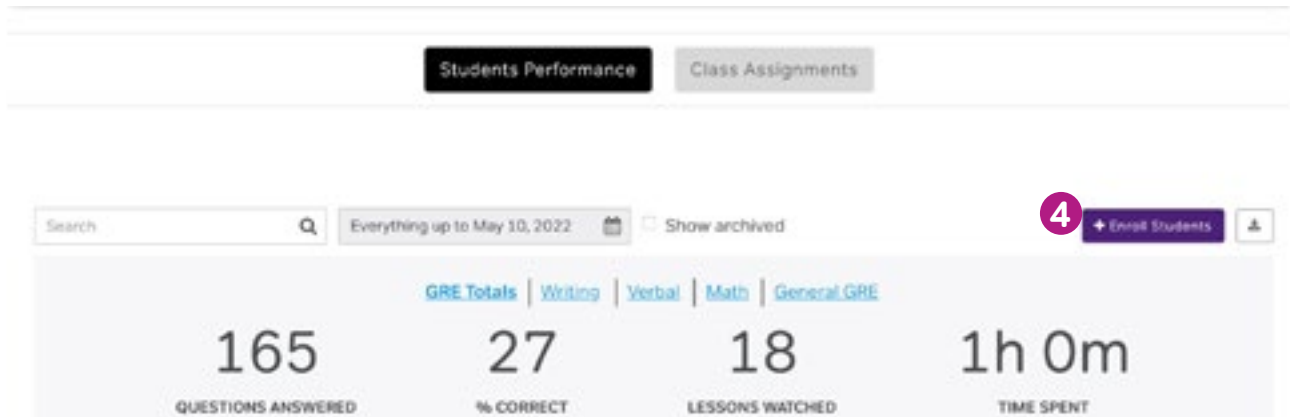 Students Performance Class Assignments
Search Everything up to May 10, 2022 Show archived 4 + Enroll Students
GRE Totals | Writing | Verbal | Math | General GRE
165 27 18 1h 0m
QUESTIONS ANSWERED % CORRECT LESSONS WATCHED TIME SPENT